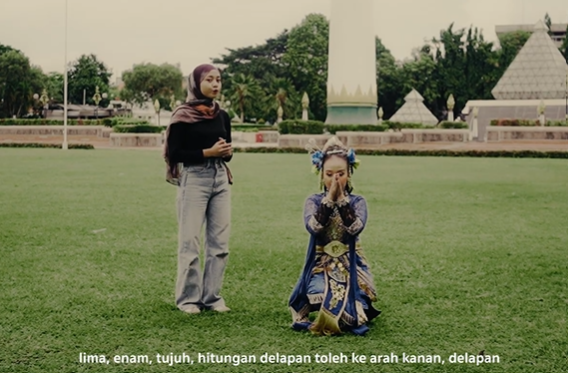 lima, enam, tujuh, hitungan delapan toleh ke arah kanan, delapan